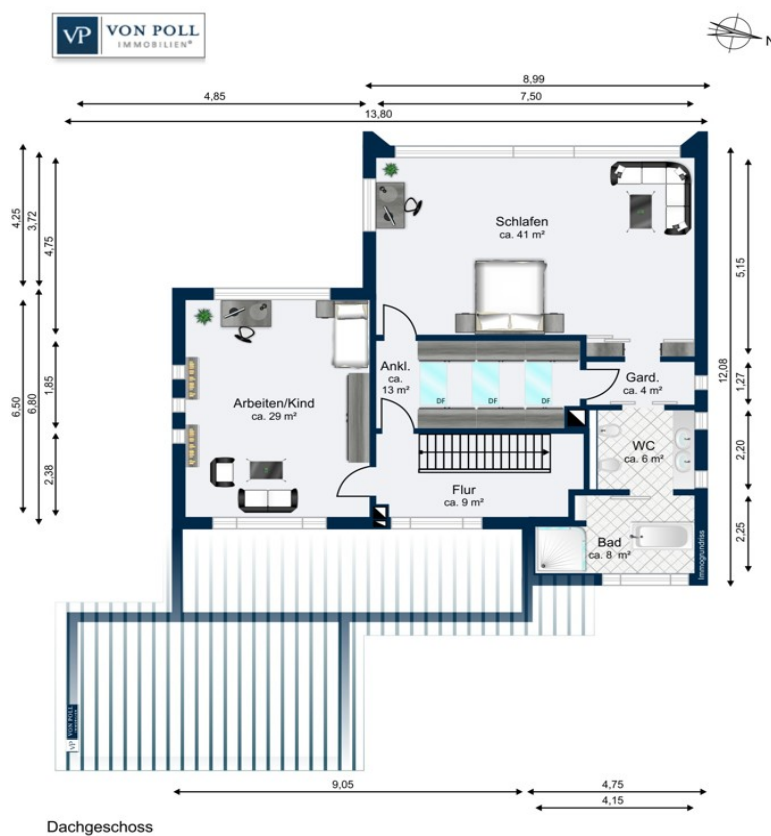 VP VON POLL
IMMOBILIEN®
N
8,99
4,85
7,50
13,80
4,25
3,72
4,75
6,50
6,80
1,85
2,38
Schlafen
ca. 41 m²
5,15
12,08
1,27
2,20
2,25
Ankl.
ca.
13 m²
DF
DF
DF
Gard.
ca. 4 m²
Arbeiten/Kind
ca. 29 m²
WC
ca. 6 m²
Flur
ca. 9 m²
Bad
ca. 8 m²
Immogrundriss
VP VON POLL
IMMOBILIEN
9,05
4,75
4,15
Dachgeschoss